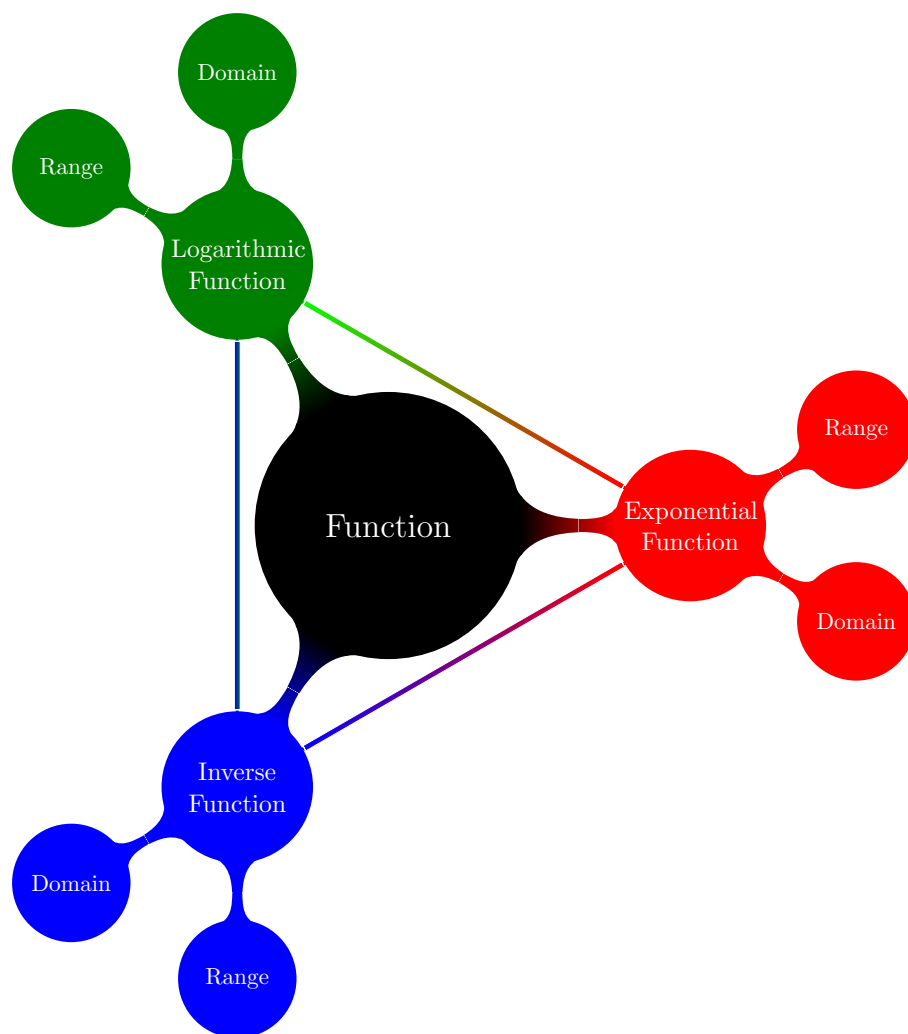 Domain
Range
Logarithmic
Function
Range
Exponential
Function
Function
Domain
Inverse
Function
Domain
Range